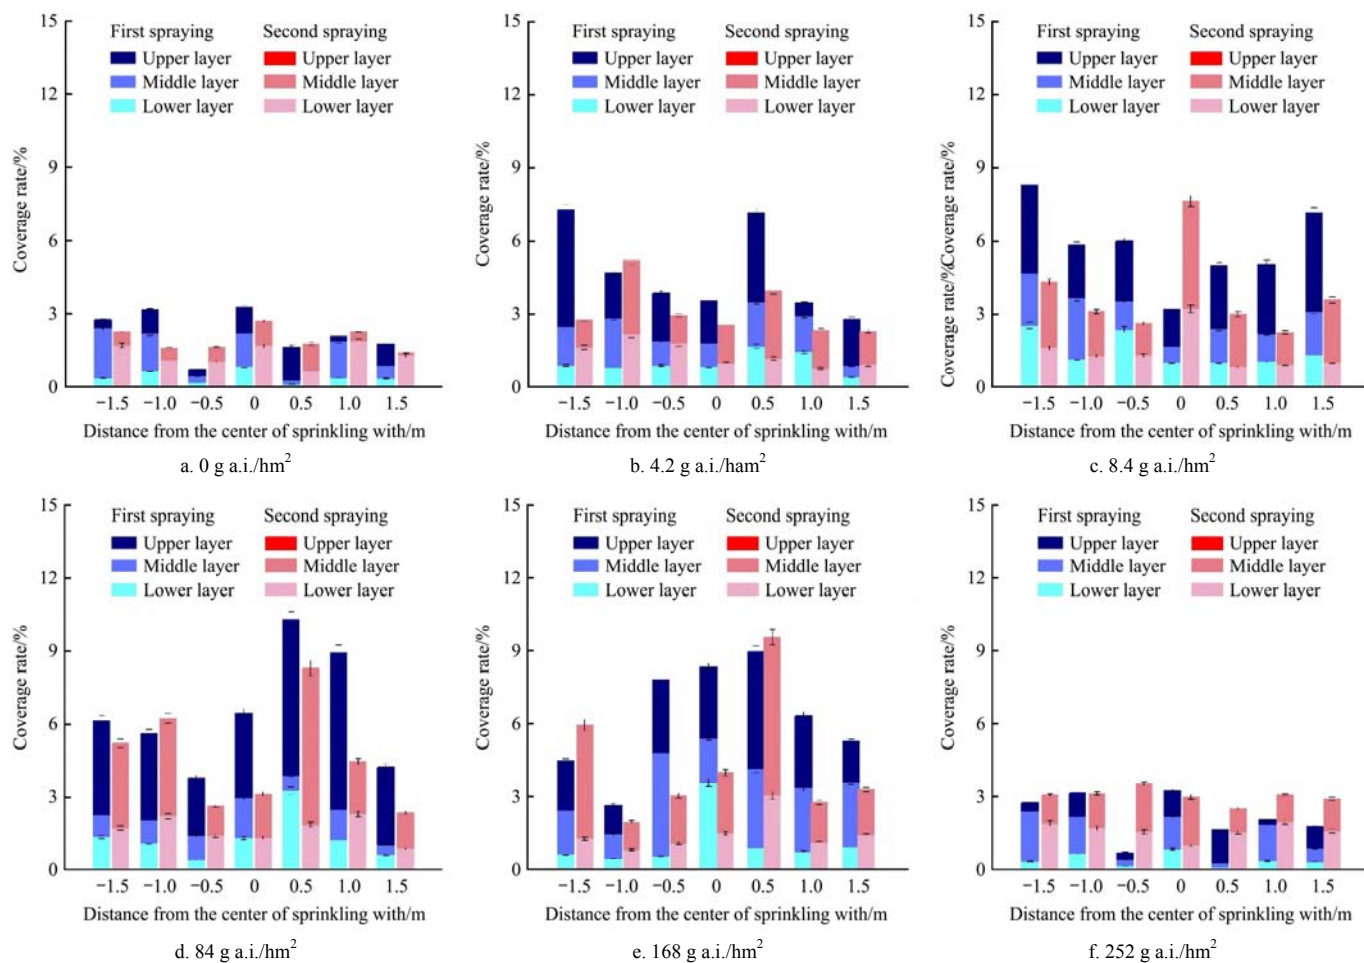 15
12
9
6
3
0
Coverage rate/%
First spraying Second spraying
Upper layer Upper layer
Middle layer Middle layer
Lower layer Lower layer
−1.5 −1.0 −0.5 0 0.5 1.0 1.5
Distance from the center of sprinkling with/m
a. 0 g a.i./hm²
15
12
9
6
3
0
Coverage rate/%
First spraying Second spraying
Upper layer Upper layer
Middle layer Middle layer
Lower layer Lower layer
−1.5 −1.0 −0.5 0 0.5 1.0 1.5
Distance from the center of sprinkling with/m
b. 4.2 g a.i./ham²
15
12
9
6
3
0
Coverage rate/%
Coverage rate/%
First spraying Second spraying
Upper layer Upper layer
Middle layer Middle layer
Lower layer Lower layer
−1.5 −1.0 −0.5 0 0.5 1.0 1.5
Distance from the center of sprinkling with/m
c. 8.4 g a.i./hm²
15
12
9
6
3
0
Coverage rate/%
First spraying Second spraying
Upper layer Upper layer
Middle layer Middle layer
Lower layer Lower layer
−1.5 −1.0 −0.5 0 0.5 1.0 1.5
Distance from the center of sprinkling with/m
d. 84 g a.i./hm²
15
12
9
6
3
0
Coverage rate/%
First spraying Second spraying
Upper layer Upper layer
Middle layer Middle layer
Lower layer Lower layer
−1.5 −1.0 −0.5 0 0.5 1.0 1.5
Distance from the center of sprinkling with/m
e. 168 g a.i./hm²
15
12
9
6
3
0
Coverage rate/%
First spraying Second spraying
Upper layer Upper layer
Middle layer Middle layer
Lower layer Lower layer
−1.5 −1.0 −0.5 0 0.5 1.0 1.5
Distance from the center of sprinkling with/m
f. 252 g a.i./hm²